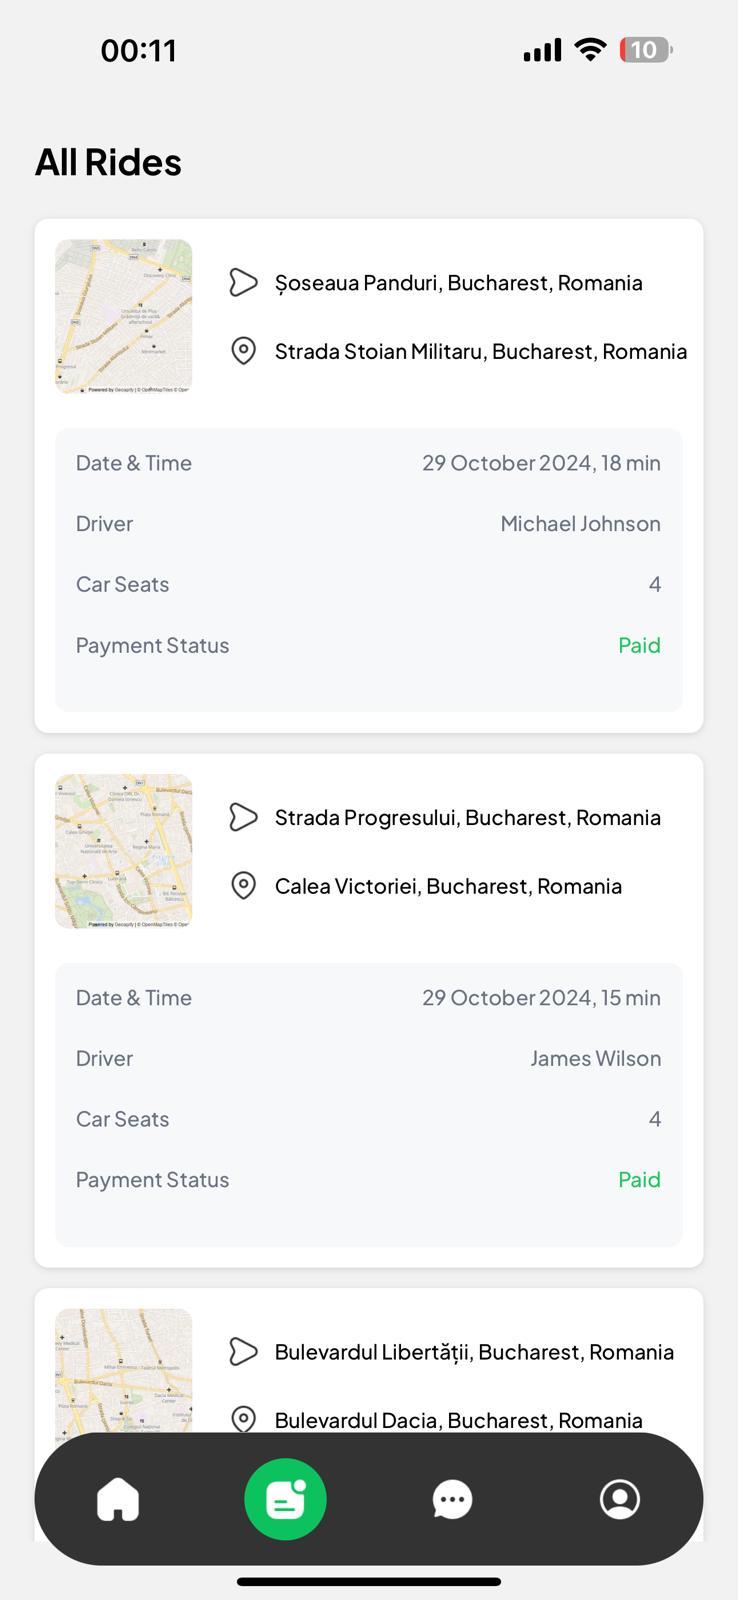 00:11
10
All Rides
Șoseaua Panduri, Bucharest, Romania
Strada Stoian Militaru, Bucharest, Romania
Powered by Geoapify | © OpenMapTiles © Open
Date & Time 29 October 2024, 18 min
Driver Michael Johnson
Car Seats 4
Payment Status Paid
Strada Progresului, Bucharest, Romania
Calea Victoriei, Bucharest, Romania
Powered by Geoapify | © OpenMapTiles © Open
Date & Time 29 October 2024, 15 min
Driver James Wilson
Car Seats 4
Payment Status Paid
Bulevardul Libertății, Bucharest, Romania
Bulevardul Dacia, Bucharest, Romania